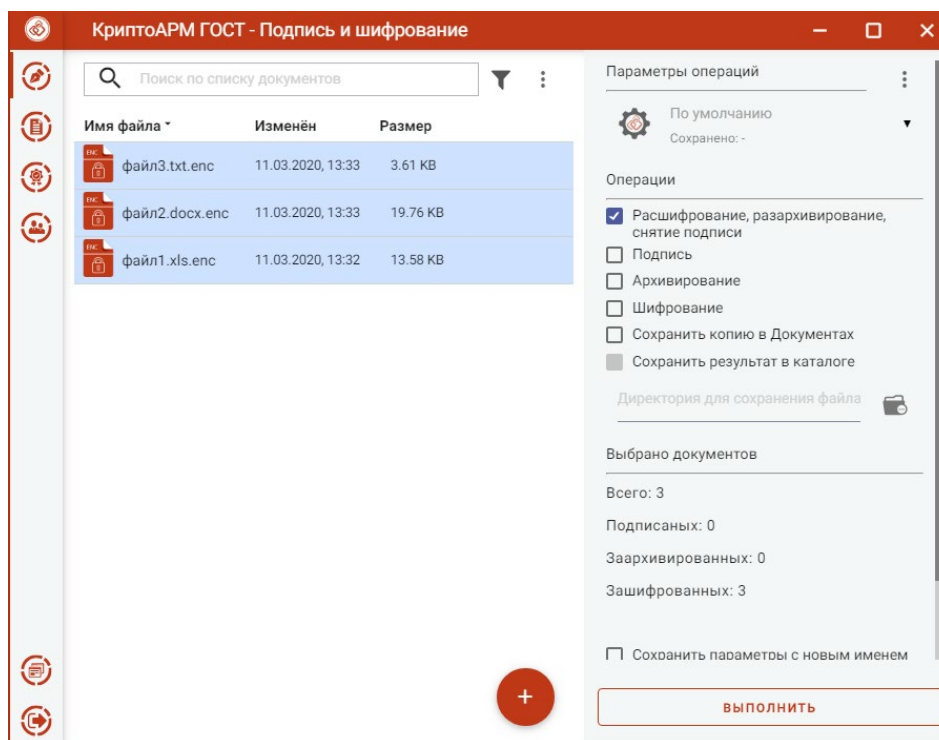 КриптоАРМ ГОСТ - Подпись и шифрование
Поиск по списку документов
Имя файла Изменён Размер
ENC файл3.txt.enc 11.03.2020, 13:33 3.61 KB
ENC файл2.docx.enc 11.03.2020, 13:33 19.76 KB
ENC файл1.xls.enc 11.03.2020, 13:32 13.58 KB
Параметры операций
По умолчанию
Сохранено: -
Операции
Расшифрование, разархивирование,
снятие подписи
Подпись
Архивирование
Шифрование
Сохранить копию в Документах
Сохранить результат в каталоге
Директория для сохранения файла
Выбрано документов
Всего: 3
Подписаных: 0
Заархивированных: 0
Зашифрованных: 3
Сохранить параметры с новым именем
ВЫПОЛНИТЬ